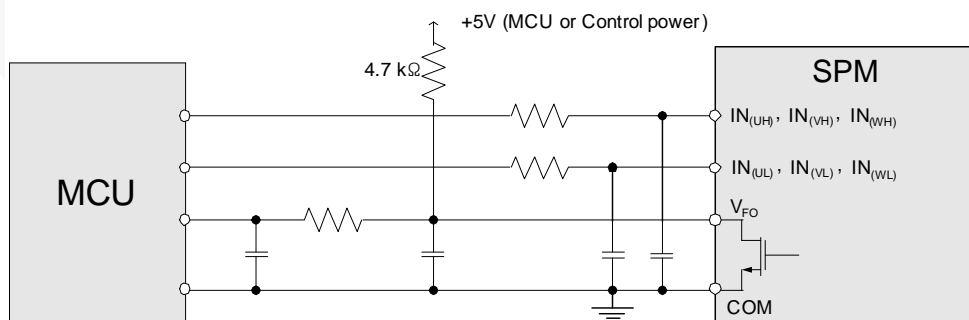 +5V (MCU or Control power)
4.7 kΩ
SPM
IN(UH), IN(VH), IN(WH)
IN(UL), IN(VL), IN(WL)
MCU
VFO
COM